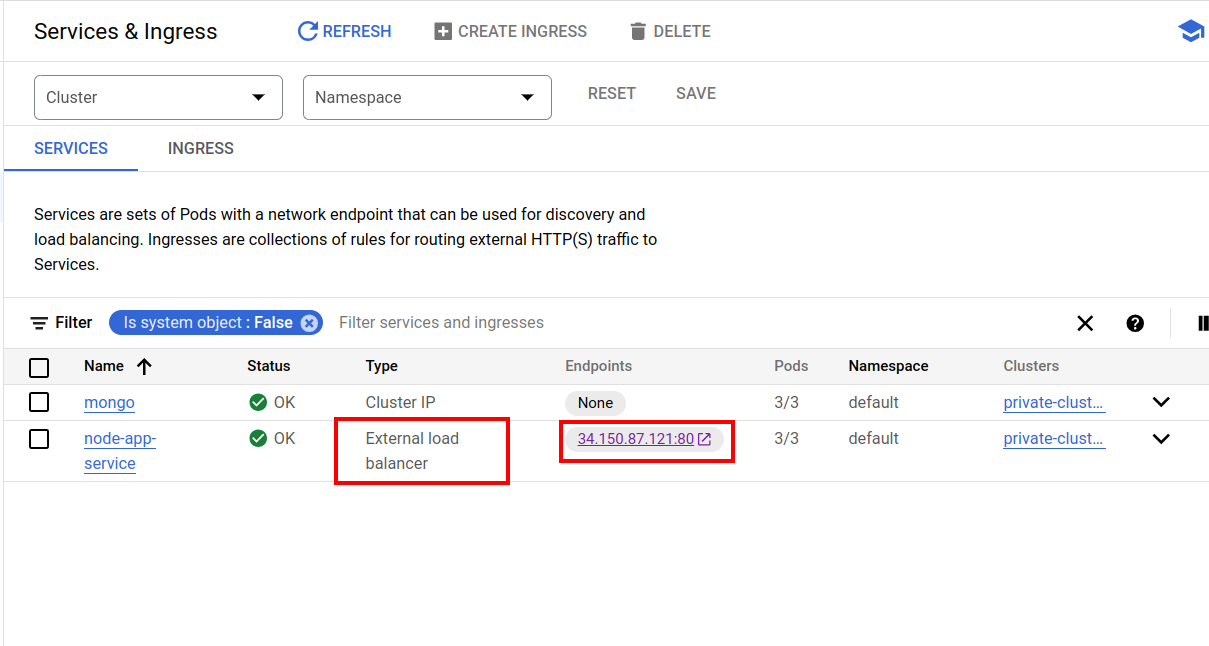 Services & Ingress REFRESH CREATE INGRESS DELETE
Cluster Namespace RESET SAVE
SERVICES INGRESS
Services are sets of Pods with a network endpoint that can be used for discovery and
load balancing. Ingresses are collections of rules for routing external HTTP(S) traffic to
Services.
Filter Is system object : False Filter services and ingresses
Name Status Type Endpoints Pods Namespace Clusters
mongo OK Cluster IP None 3/3 default private-clust...
node-app- OK External load 34.150.87.121:80 3/3 default private-clust...
service balancer